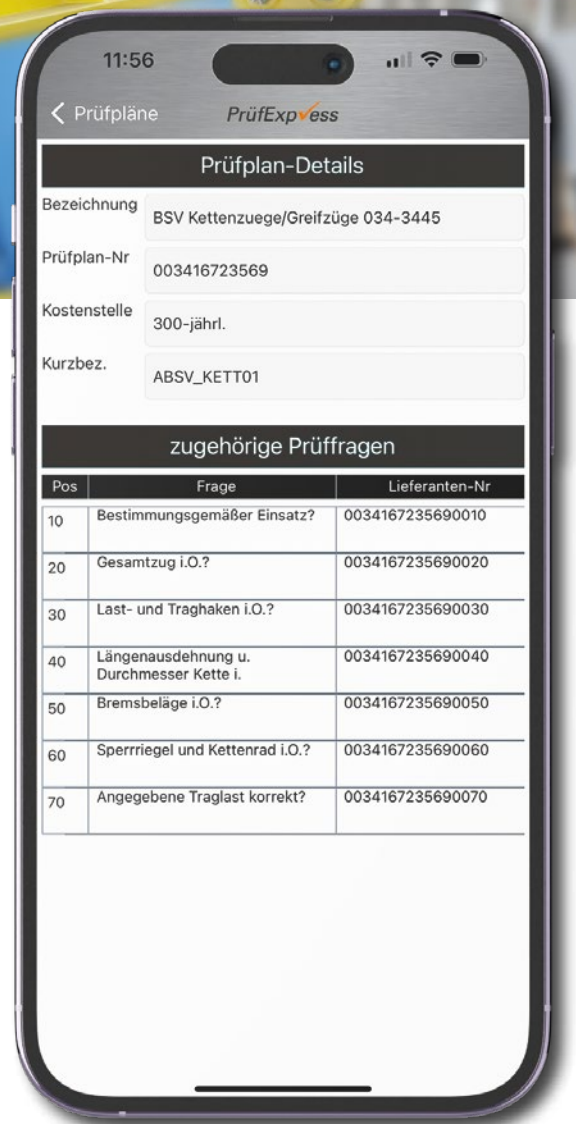 11:56
Prüfpläne PrüfExpress
Prüfplan-Details
Bezeichnung BSV Kettenzuege/Greifzüge 034-3445
Prüfplan-Nr 003416723569
Kostenstelle 300-jährl.
Kurzbez. ABSV_KETT01
zugehörige Prüffragen
Pos Frage Lieferanten-Nr
10 Bestimmungsgemäßer Einsatz? 0034167235690010
20 Gesamtzug i.O.? 0034167235690020
30 Last- und Traghaken i.O.? 0034167235690030
40 Längenausdehnung u. 0034167235690040
Durchmesser Kette i.
50 Bremsbeläge i.O.? 0034167235690050
60 Sperrriegel und Kettenrad i.O.? 0034167235690060
70 Angegebene Traglast korrekt? 0034167235690070